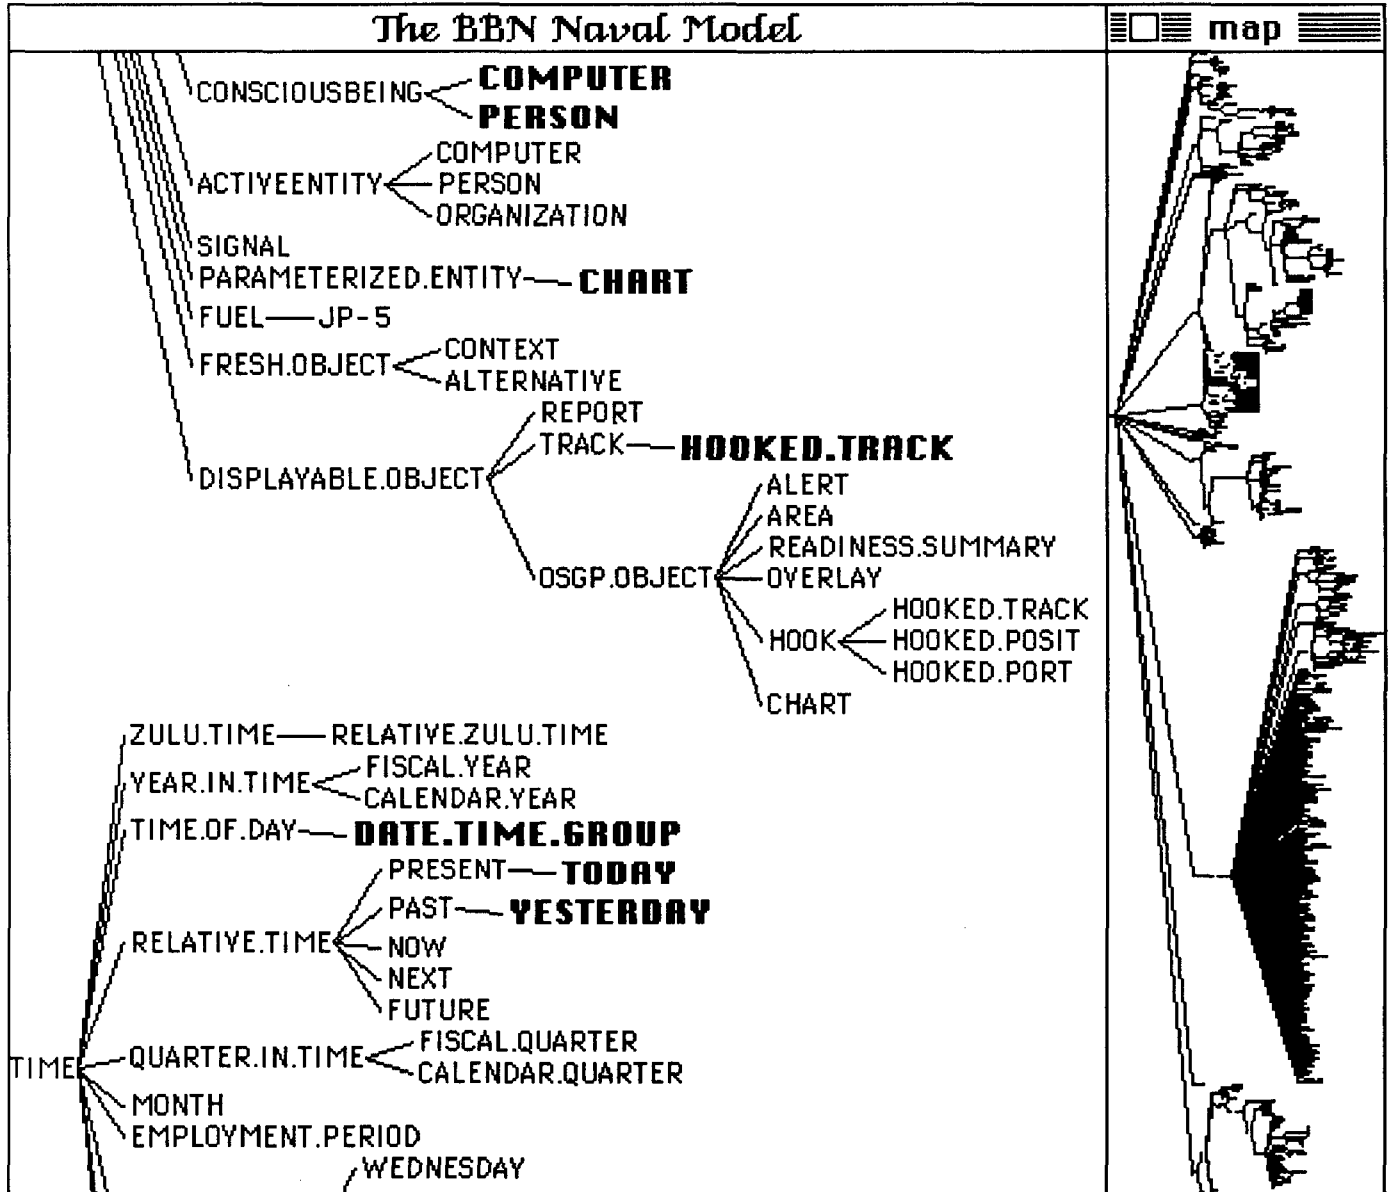 The BBN Naval Model
map
CONSCIOUSBEING
COMPUTER
PERSON
ACTIVEENTITY
COMPUTER
PERSON
ORGANIZATION
SIGNAL
PARAMETERIZED.ENTITY
CHART
FUEL
JP-5
FRESH.OBJECT
CONTEXT
ALTERNATIVE
DISPLAYABLE.OBJECT
REPORT
TRACK
HOOKED.TRACK
OSGP.OBJECT
ALERT
AREA
READINESS.SUMMARY
OVERLAY
HOOK
HOOKED.TRACK
HOOKED.POSIT
HOOKED.PORT
CHART
TIME
ZULU.TIME
RELATIVE.ZULU.TIME
YEAR.IN.TIME
FISCAL.YEAR
CALENDAR.YEAR
TIME.OF.DAY
DATE.TIME.GROUP
RELATIVE.TIME
PRESENT
TODAY
PAST
YESTERDAY
NOW
NEXT
FUTURE
QUARTER.IN.TIME
FISCAL.QUARTER
CALENDAR.QUARTER
MONTH
EMPLOYMENT.PERIOD
WEDNESDAY